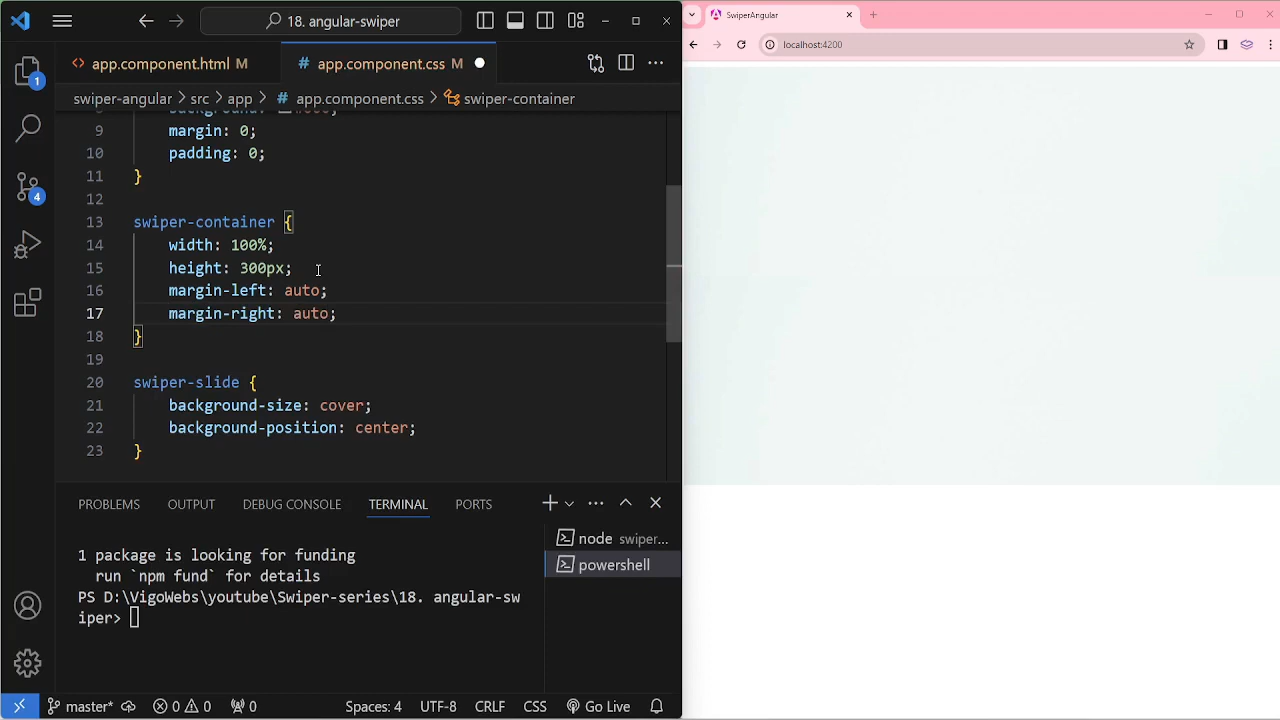 18. angular-swiper
app.component.html M
# app.component.css M
swiper-angular > src > app > # app.component.css > swiper-container
9 margin: 0;
10 padding: 0;
11 }
12
13 swiper-container {
14 width: 100%;
15 height: 300px;
16 margin-left: auto;
17 margin-right: auto;
18 }
19
20 swiper-slide {
21 background-size: cover;
22 background-position: center;
23 }
1
4
PROBLEMS OUTPUT DEBUG CONSOLE TERMINAL PORTS
1 package is looking for funding
run `npm fund` for details
PS D:\VigoWebs\youtube\Swiper-series\18. angular-sw
iper>
node swiper...
powershell
master* 0 0 0 Spaces: 4 UTF-8 CRLF CSS Go Live
SwiperAngular
localhost:4200